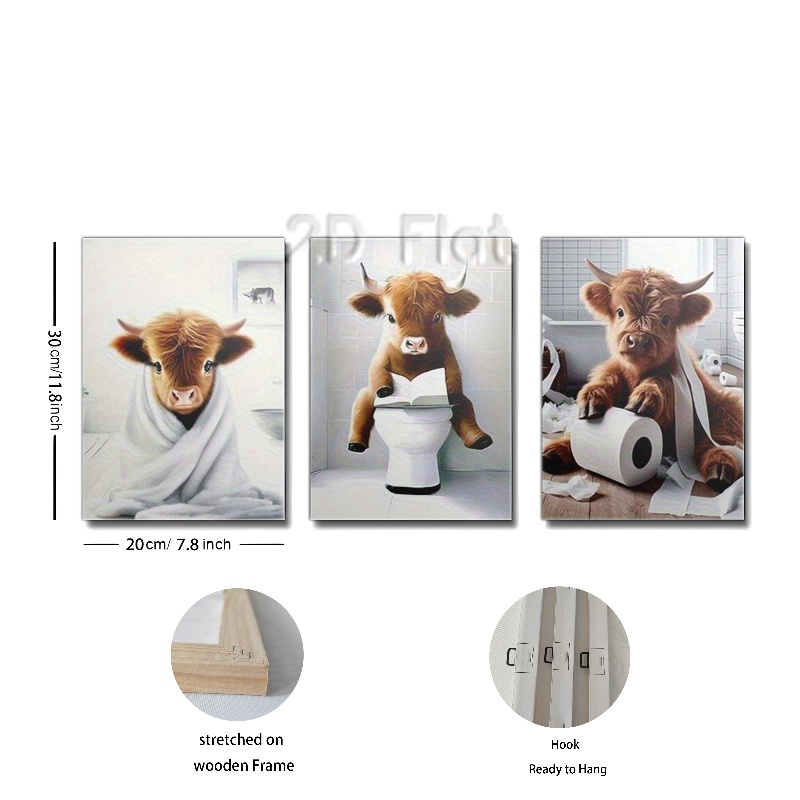 2D Flat
30cm/11.8inch
20cm/ 7.8 inch
stretched on
wooden Frame
Hook
Ready to Hang